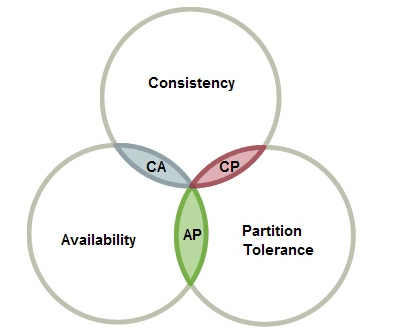 Consistency
CA
CP
Availability
AP
Partition
Tolerance